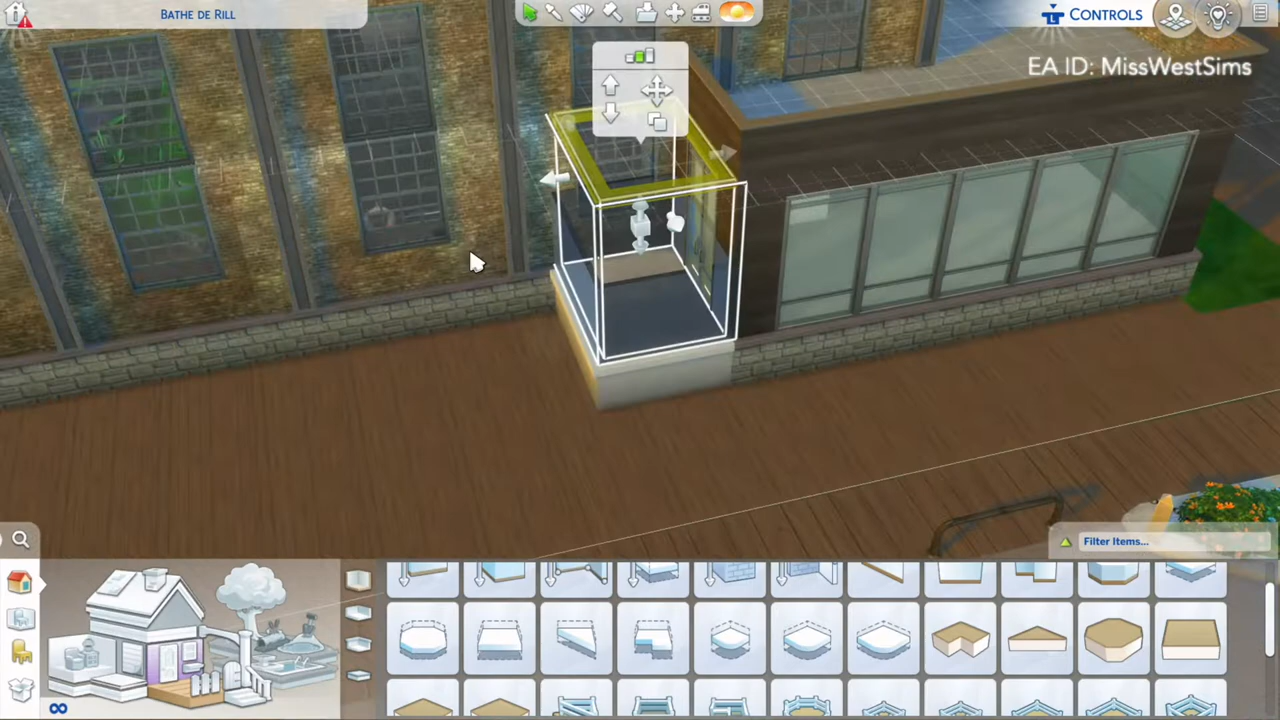 BATHE DE RILL
L CONTROLS
EA ID: MissWestSims
Filter Items...